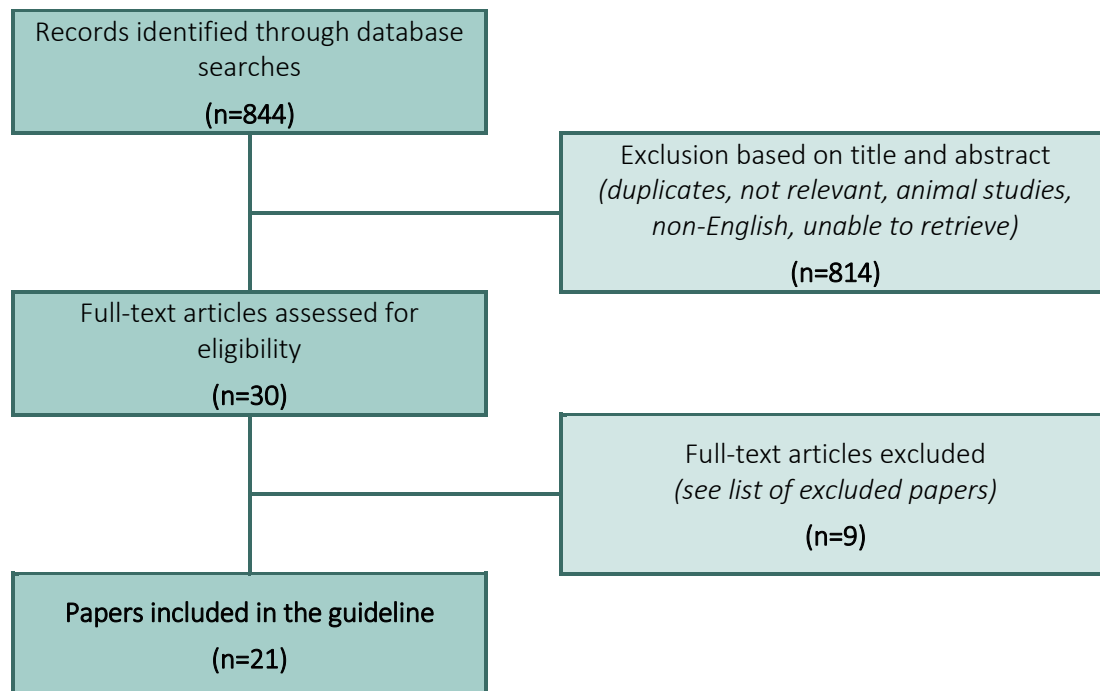 Records identified through database
searches
(n=844)
Exclusion based on title and abstract
(duplicates, not relevant, animal studies,
non-English, unable to retrieve)
(n=814)
Full-text articles assessed for
eligibility
(n=30)
Full-text articles excluded
(see list of excluded papers)
(n=9)
Papers included in the guideline
(n=21)